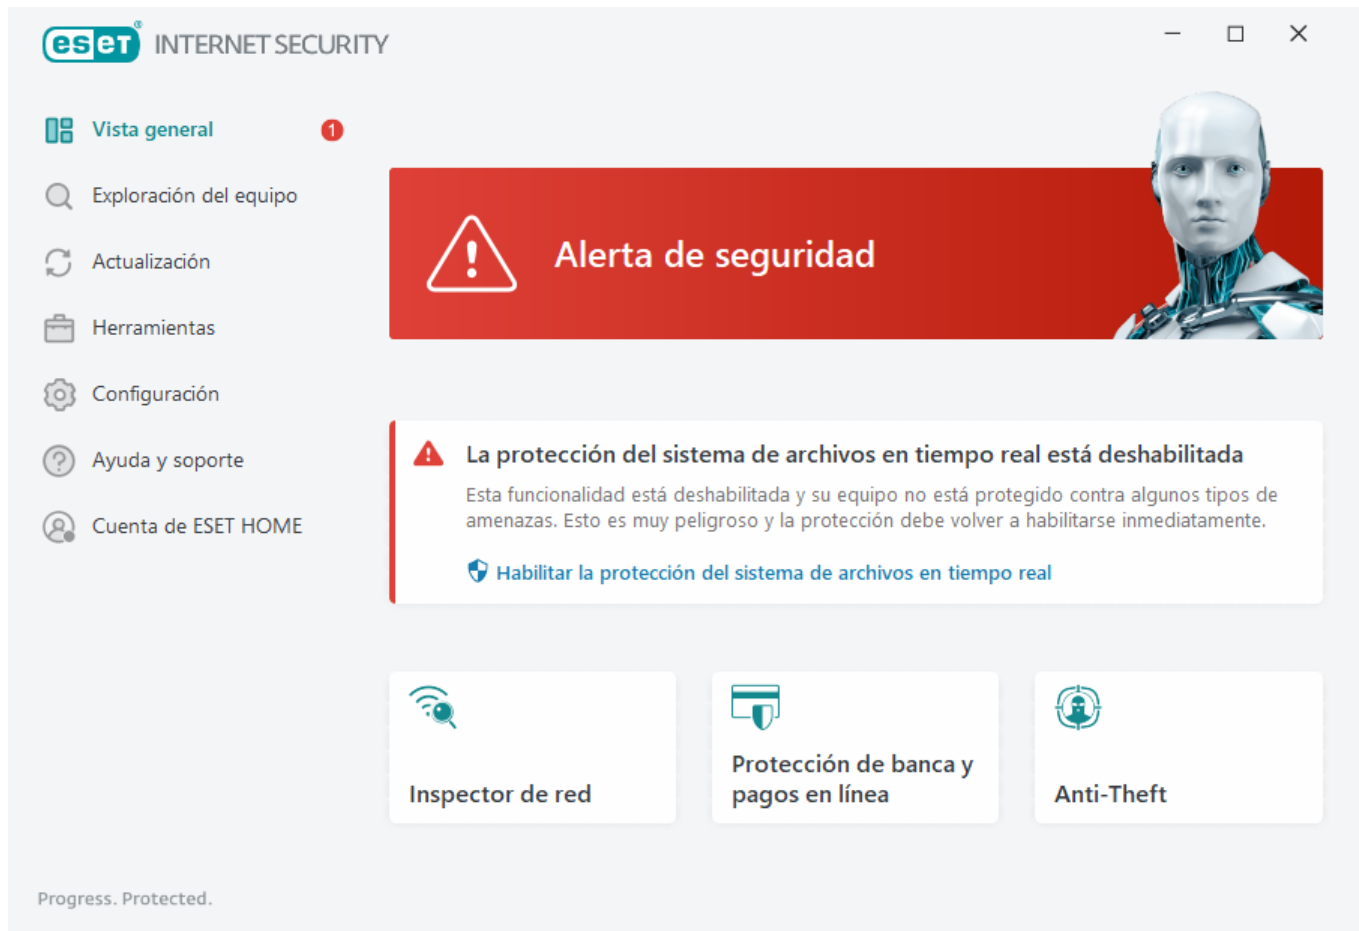 eset® INTERNET SECURITY
Vista general 1
Exploración del equipo
Actualización
Herramientas
Configuración
Ayuda y soporte
Cuenta de ESET HOME
Alerta de seguridad
La protección del sistema de archivos en tiempo real está deshabilitada
Esta funcionalidad está deshabilitada y su equipo no está protegido contra algunos tipos de
amenazas. Esto es muy peligroso y la protección debe volver a habilitarse inmediatamente.
Habilitar la protección del sistema de archivos en tiempo real
Inspector de red
Protección de banca y
pagos en línea
Anti-Theft
Progress. Protected.